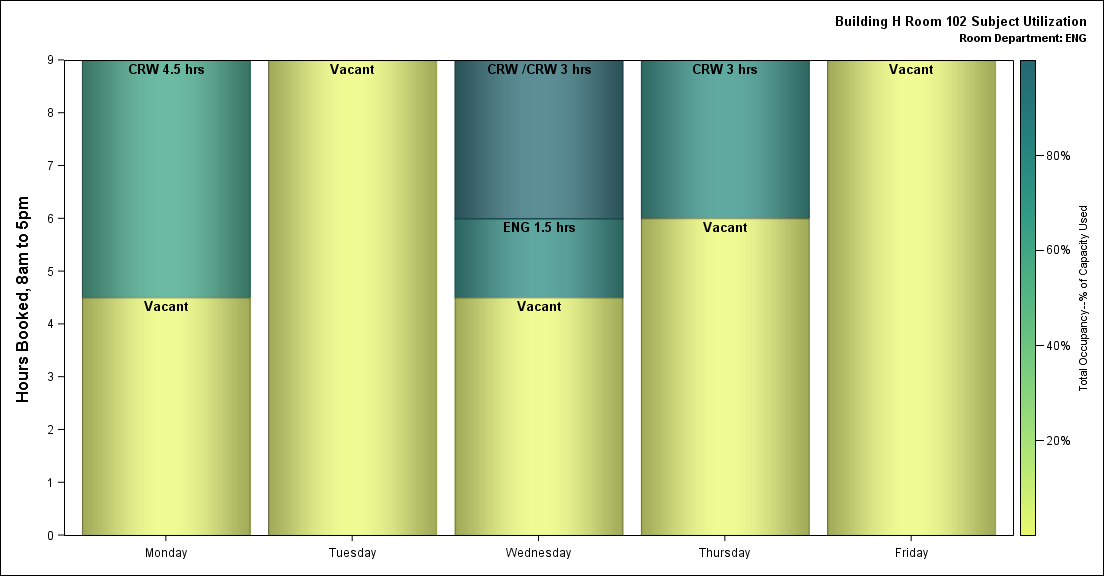 Building H Room 102 Subject Utilization
Room Department: ENG
Hours Booked, 8am to 5pm
9
8
7
6
5
4
3
2
1
0
CRW 4.5 hrs
Vacant
Vacant
CRW /CRW 3 hrs
ENG 1.5 hrs
Vacant
CRW 3 hrs
Vacant
Vacant
Monday
Tuesday
Wednesday
Thursday
Friday
80%
60%
40%
20%
Total Occupancy--% of Capacity Used